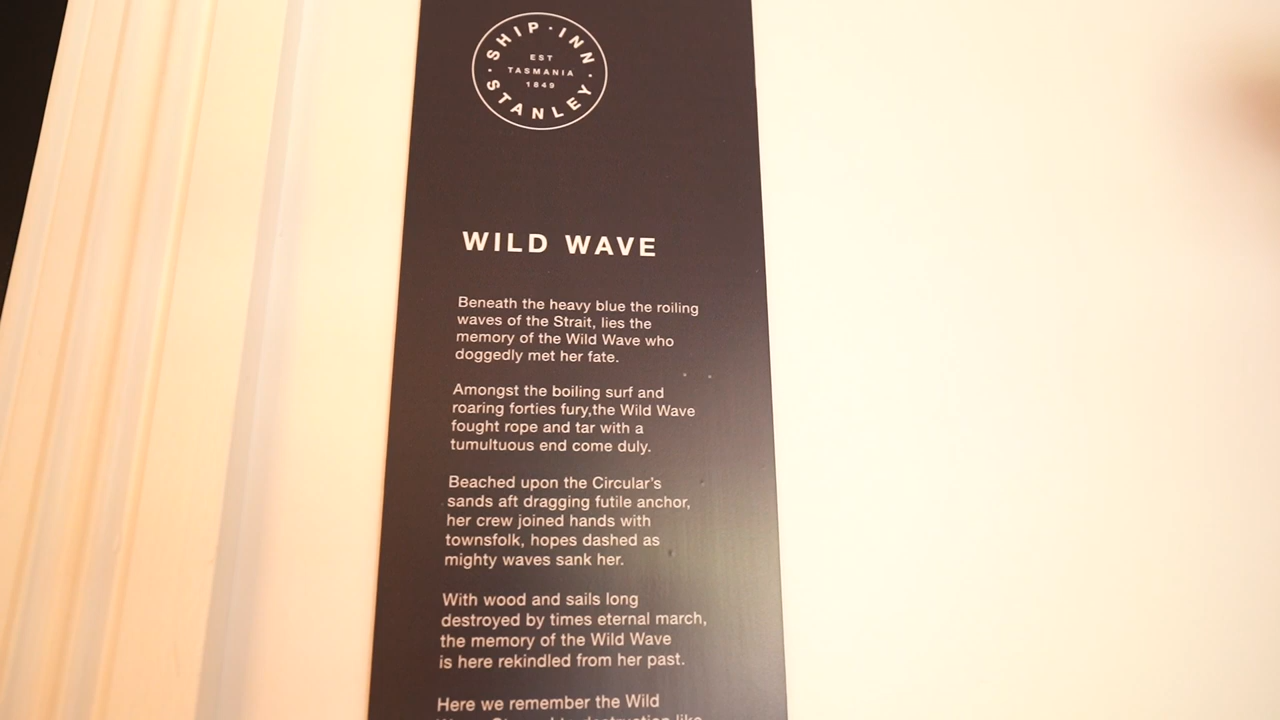 SHIP · INN
EST
TASMANIA
1849
· STANLEY ·
WILD WAVE
Beneath the heavy blue the roiling
waves of the Strait, lies the
memory of the Wild Wave who
doggedly met her fate.
Amongst the boiling surf and
roaring forties fury,the Wild Wave
fought rope and tar with a
tumultuous end come duly.
Beached upon the Circular's
sands aft dragging futile anchor,
her crew joined hands with
townsfolk, hopes dashed as
mighty waves sank her.
With wood and sails long
destroyed by times eternal march,
the memory of the Wild Wave
is here rekindled from her past.
Here we remember the Wild